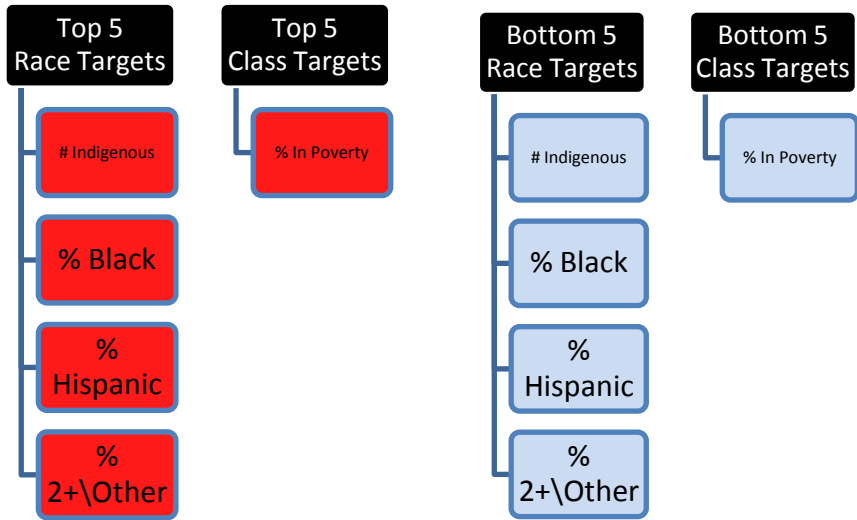 Top 5
Race Targets
# Indigenous
% Black
%
Hispanic
%
2+\Other
Top 5
Class Targets
% In Poverty
Bottom 5
Race Targets
# Indigenous
% Black
%
Hispanic
%
2+\Other
Bottom 5
Class Targets
% In Poverty